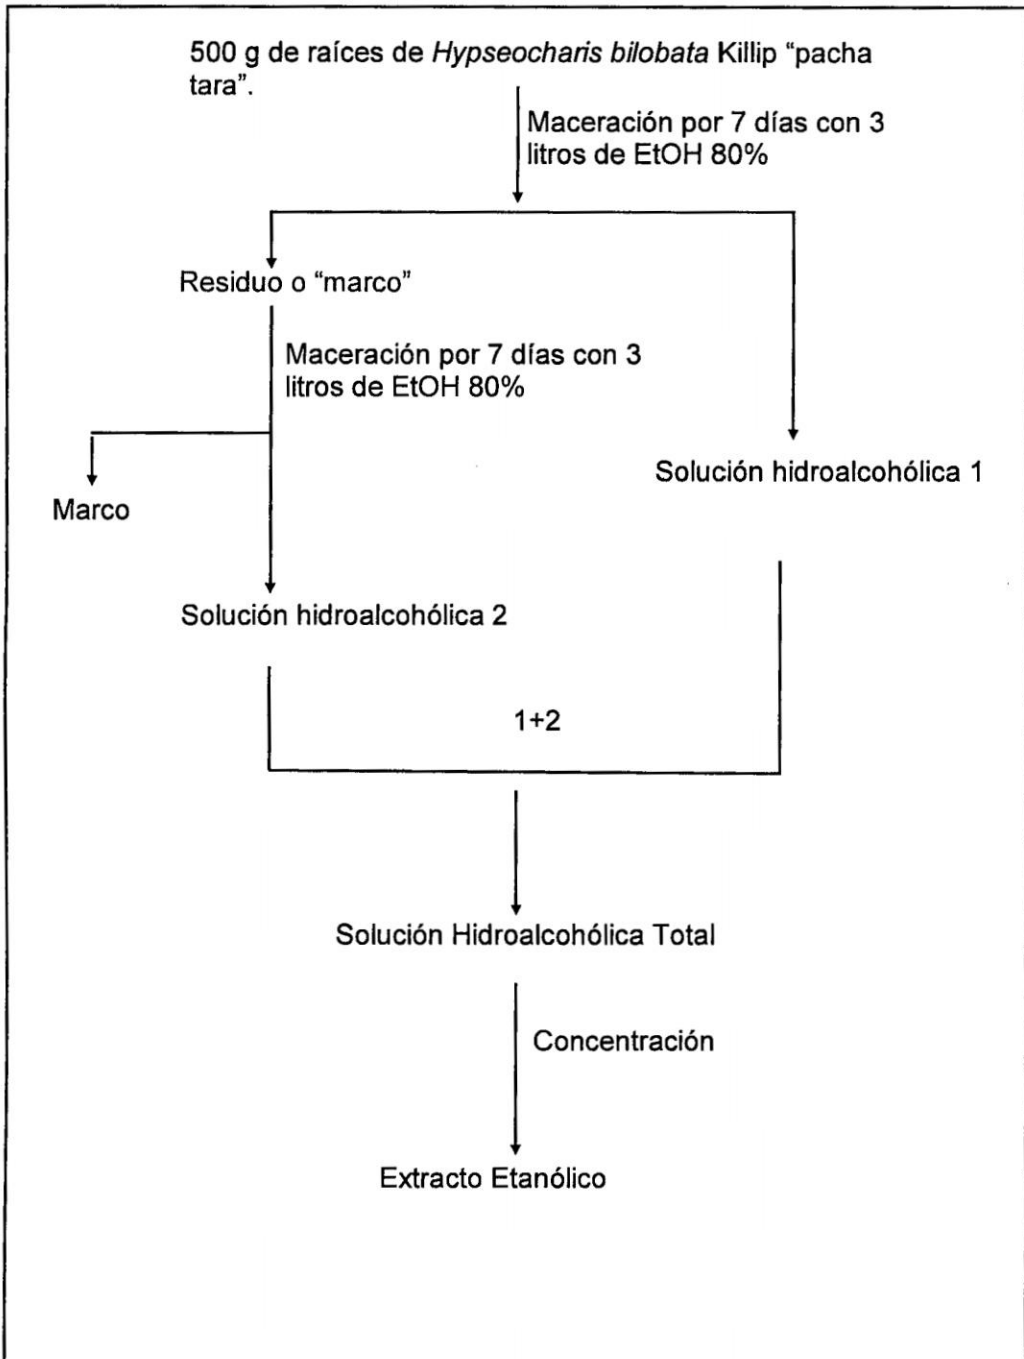 500 g de raíces de Hypseocharis bilobata Killip “pacha
tara”.
Maceración por 7 días con 3
litros de EtOH 80%
Residuo o “marco”
Maceración por 7 días con 3
litros de EtOH 80%
Solución hidroalcohólica 1
Marco
Solución hidroalcohólica 2
1+2
Solución Hidroalcohólica Total
Concentración
Extracto Etanólico